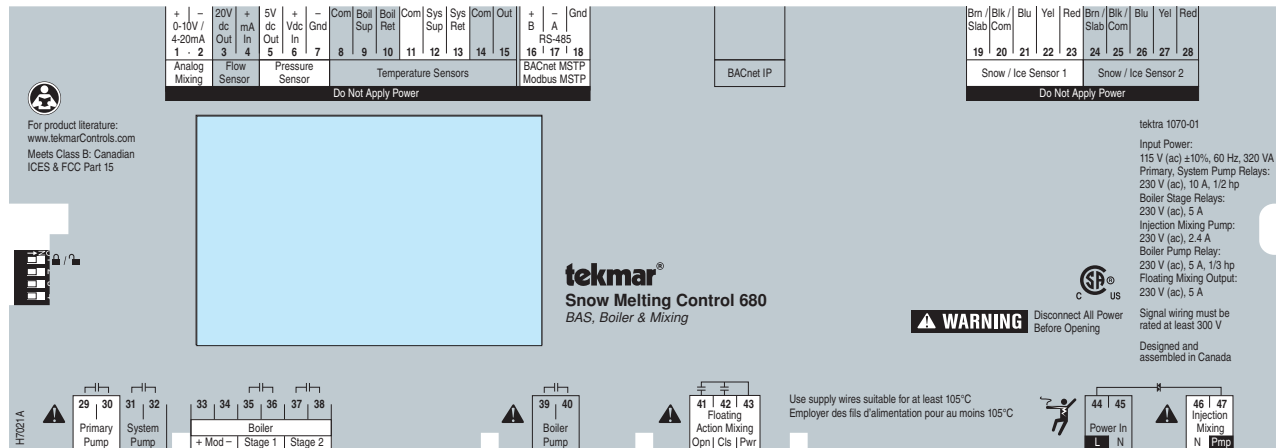 + – 20V + 5V + – Com Boil Boil Com Sys Sys Com Out + – Gnd
0-10V / dc mA dc Vdc Gnd Sup Ret Sup Ret B A
4-20mA Out In Out In RS-485
1 · 2 3 4 5 6 7 8 9 10 11 12 13 14 15 16 17 18
Analog Flow Pressure Temperature Sensors BACnet MSTP
Mixing Sensor Sensor Modbus MSTP
Do Not Apply Power
BACnet IP
Brn / Blk / Blu Yel Red Brn / Blk / Blu Yel Red
Slab Com Slab Com
19 20 21 22 23 24 25 26 27 28
Snow / Ice Sensor 1 Snow / Ice Sensor 2
Do Not Apply Power
For product literature:
www.tekmarControls.com
Meets Class B: Canadian
ICES & FCC Part 15
tektra 1070-01
Input Power:
115 V (ac) ±10%, 60 Hz, 320 VA
Primary, System Pump Relays:
230 V (ac), 10 A, 1/2 hp
Boiler Stage Relays:
230 V (ac), 5 A
Injection Mixing Pump:
230 V (ac), 2.4 A
Boiler Pump Relay:
230 V (ac), 5 A, 1/3 hp
Floating Mixing Output:
230 V (ac), 5 A
Signal wiring must be
rated at least 300 V
Designed and
assembled in Canada
tekmar®
Snow Melting Control 680
BAS, Boiler & Mixing
C SA ® US
WARNING
Disconnect All Power
Before Opening
H7021A
29 30
Primary
Pump
31 32
System
Pump
33 34 35 36 37 38
Boiler
+ Mod – Stage 1 Stage 2
39 40
Boiler
Pump
41 42 43
Floating
Action Mixing
Opn Cls Pwr
Use supply wires suitable for at least 105°C
Employer des fils d'alimentation pour au moins 105°C
44 45
Power In
L N
46 47
Injection
Mixing
N Pmp